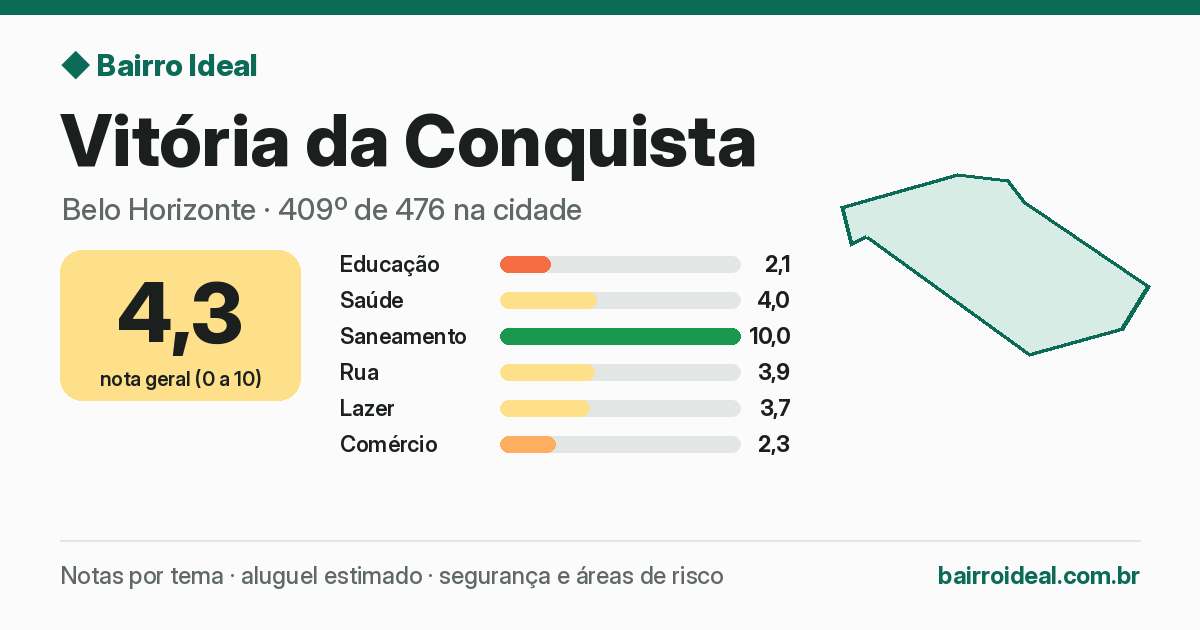 Bairro Ideal
Vitória da Conquista
Belo Horizonte · 409º de 476 na cidade
4,3
nota geral (0 a 10)
Educação 2,1
Saúde 4,0
Saneamento 10,0
Rua 3,9
Lazer 3,7
Comércio 2,3
Notas por tema · aluguel estimado · segurança e áreas de risco
bairroideal.com.br